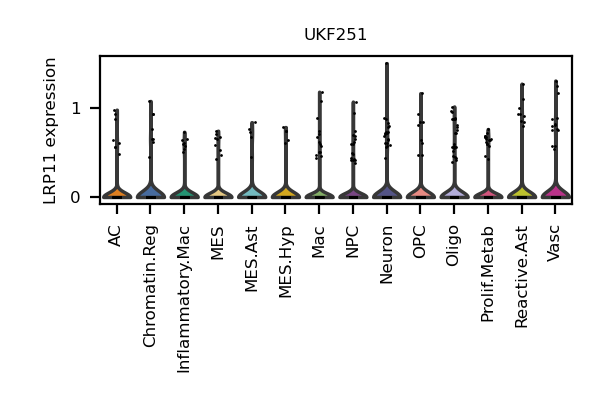 UKF251
LRP11 expression
1
0
AC
Chromatin.Reg
Inflammatory.Mac
MES
MES.Ast
MES.Hyp
Mac
NPC
Neuron
OPC
Oligo
Prolif.Metab
Reactive.Ast
Vasc